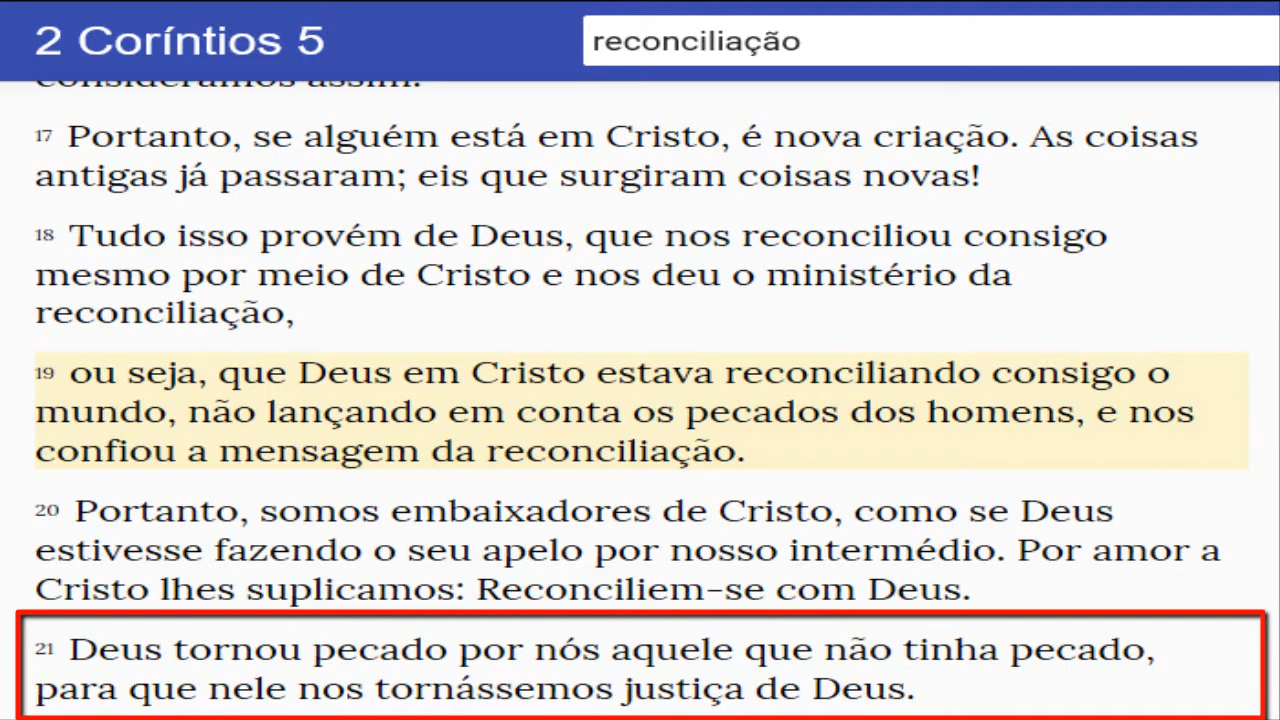 2 Coríntios 5
reconciliação
consideramos assim.
17 Portanto, se alguém está em Cristo, é nova criação. As coisas
antigas já passaram; eis que surgiram coisas novas!
18 Tudo isso provém de Deus, que nos reconciliou consigo
mesmo por meio de Cristo e nos deu o ministério da
reconciliação,
19 ou seja, que Deus em Cristo estava reconciliando consigo o
mundo, não lançando em conta os pecados dos homens, e nos
confiou a mensagem da reconciliação.
20 Portanto, somos embaixadores de Cristo, como se Deus
estivesse fazendo o seu apelo por nosso intermédio. Por amor a
Cristo lhes suplicamos: Reconciliem-se com Deus.
21 Deus tornou pecado por nós aquele que não tinha pecado,
para que nele nos tornássemos justiça de Deus.